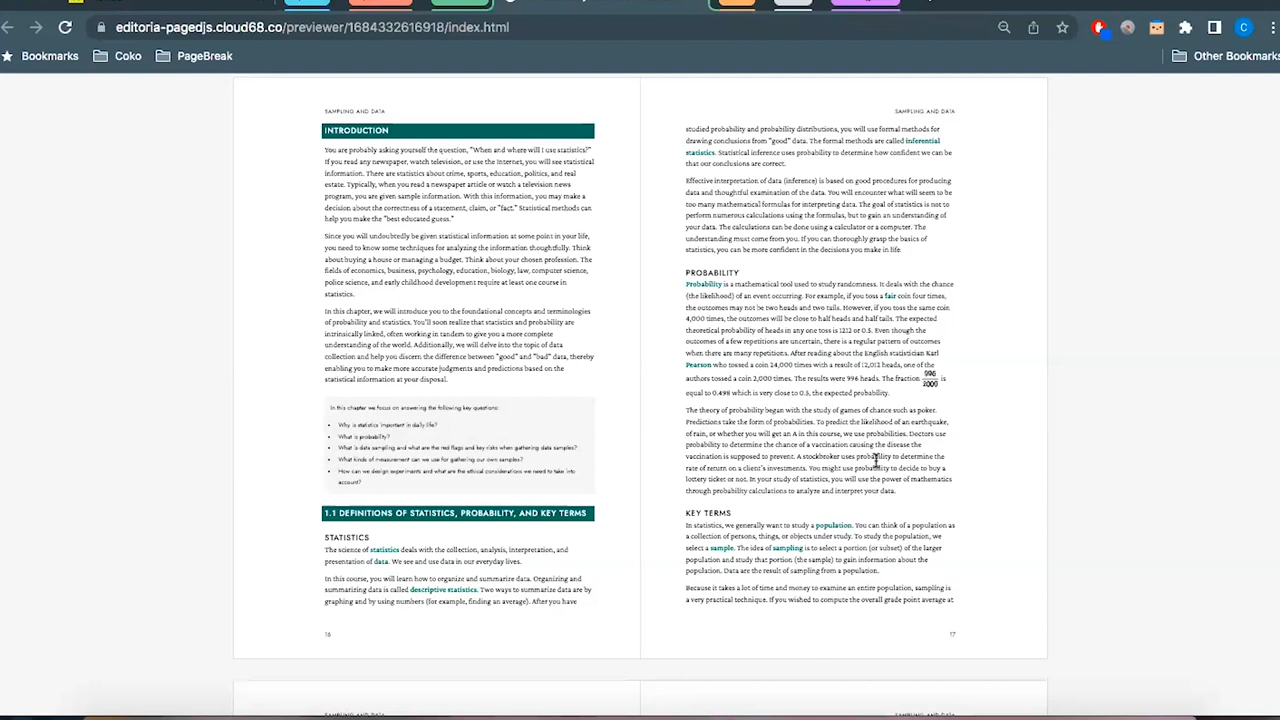 editoria-pagedjs.cloud68.co/previewer/1684332616918/index.html
C
Bookmarks
Coko
PageBreak
Other Bookmarks
SAMPLING AND DATA
INTRODUCTION
You are probably asking yourself the question, "When and where will I use statistics?"
If you read any newspaper, watch television, or use the Internet, you will see statistical
information. There are statistics about crime, sports, education, politics, and real
estate. Typically, when you read a newspaper article or watch a television news
program, you are given sample information. With this information, you may make a
decision about the correctness of a statement, claim, or "fact." Statistical methods can
help you make the "best educated guess."
Since you will undoubtedly be given statistical information at some point in your life,
you need to know some techniques for analyzing the information thoughtfully. Think
about buying a house or managing a budget. Think about your chosen profession. The
fields of economics, business, psychology, education, biology, law, computer science,
police science, and early childhood development require at least one course in
statistics.
In this chapter, we will introduce you to the foundational concepts and terminologies
of probability and statistics. You'll soon realize that statistics and probability are
intrinsically linked, often working in tandem to give you a more complete
understanding of the world. Additionally, we will delve into the topic of data
collection and help you discern the difference between "good" and "bad" data, thereby
enabling you to make more accurate judgments and predictions based on the
statistical information at your disposal.
In this chapter we focus on answering the following key questions:
• Why is statistics important in daily life?
• What is probability?
• What is data sampling and what are the red flags and key risks when gathering data samples?
• What kinds of measurement can we use for gathering our own samples?
• How can we design experiments and what are the ethical considerations we need to take into
account?
1.1 DEFINITIONS OF STATISTICS, PROBABILITY, AND KEY TERMS
STATISTICS
The science of statistics deals with the collection, analysis, interpretation, and
presentation of data. We see and use data in our everyday lives.
In this course, you will learn how to organize and summarize data. Organizing and
summarizing data is called descriptive statistics. Two ways to summarize data are by
graphing and by using numbers (for example, finding an average). After you have
16
SAMPLING AND DATA
studied probability and probability distributions, you will use formal methods for
drawing conclusions from "good" data. The formal methods are called inferential
statistics. Statistical inference uses probability to determine how confident we can be
that our conclusions are correct.
Effective interpretation of data (inference) is based on good procedures for producing
data and thoughtful examination of the data. You will encounter what will seem to be
too many mathematical formulas for interpreting data. The goal of statistics is not to
perform numerous calculations using the formulas, but to gain an understanding of
your data. The calculations can be done using a calculator or a computer. The
understanding must come from you. If you can thoroughly grasp the basics of
statistics, you can be more confident in the decisions you make in life.
PROBABILITY
Probability is a mathematical tool used to study randomness. It deals with the chance
(the likelihood) of an event occurring. For example, if you toss a fair coin four times,
the outcomes may not be two heads and two tails. However, if you toss the same coin
4,000 times, the outcomes will be close to half heads and half tails. The expected
theoretical probability of heads in any one toss is 1212 or 0.5. Even though the
outcomes of a few repetitions are uncertain, there is a regular pattern of outcomes
when there are many repetitions. After reading about the English statistician Karl
Pearson who tossed a coin 24,000 times with a result of 12,012 heads, one of the
authors tossed a coin 2,000 times. The results were 996 heads. The fraction 996/2000 is
equal to 0.498 which is very close to 0.5, the expected probability.
The theory of probability began with the study of games of chance such as poker.
Predictions take the form of probabilities. To predict the likelihood of an earthquake,
of rain, or whether you will get an A in this course, we use probabilities. Doctors use
probability to determine the chance of a vaccination causing the disease the
vaccination is supposed to prevent. A stockbroker uses probability to determine the
rate of return on a client's investments. You might use probability to decide to buy a
lottery ticket or not. In your study of statistics, you will use the power of mathematics
through probability calculations to analyze and interpret your data.
KEY TERMS
In statistics, we generally want to study a population. You can think of a population as
a collection of persons, things, or objects under study. To study the population, we
select a sample. The idea of sampling is to select a portion (or subset) of the larger
population and study that portion (the sample) to gain information about the
population. Data are the result of sampling from a population.
Because it takes a lot of time and money to examine an entire population, sampling is
a very practical technique. If you wished to compute the overall grade point average at
17
SAMPLING AND DATA
SAMPLING AND DATA